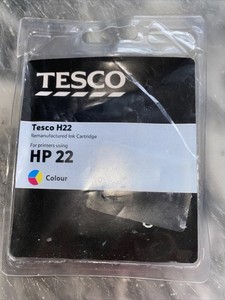 TESCO
Tesco H22
Remanufactured Ink Cartridge
For printers using
HP 22
Colour